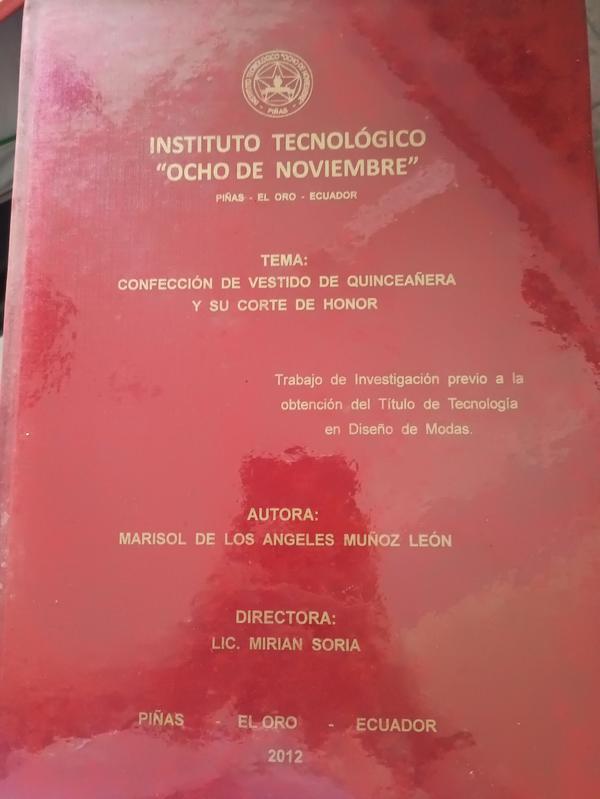 INSTITUTO TECNOLÓGICO "OCHO DE NOVIEMBRE"
PIÑAS
INSTITUTO TECNOLÓGICO
"OCHO DE NOVIEMBRE"
PIÑAS - EL ORO - ECUADOR
TEMA:
CONFECCIÓN DE VESTIDO DE QUINCEAÑERA
Y SU CORTE DE HONOR
Trabajo de Investigación previo a la
obtención del Título de Tecnología
en Diseño de Modas.
AUTORA:
MARISOL DE LOS ANGELES MUÑOZ LEÓN
DIRECTORA:
LIC. MIRIAN SORIA
PIÑAS - EL ORO - ECUADOR
2012